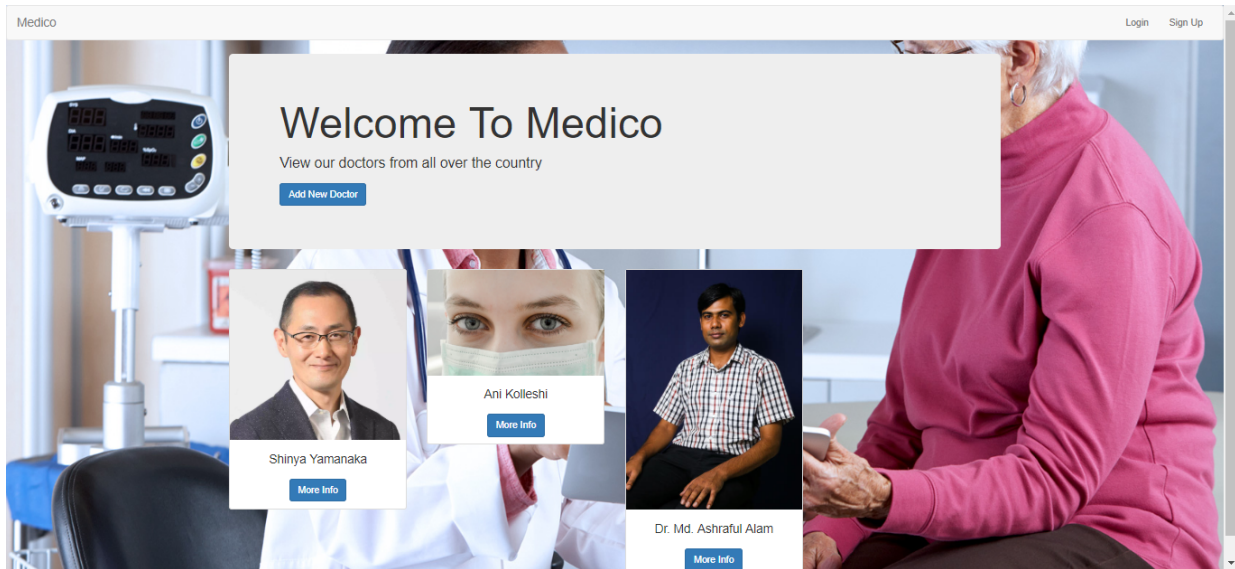 Medico
Login
Sign Up
Welcome To Medico
View our doctors from all over the country
Add New Doctor
Shinya Yamanaka
More Info
Ani Kolleshi
More Info
Dr. Md. Ashraful Alam
More Info